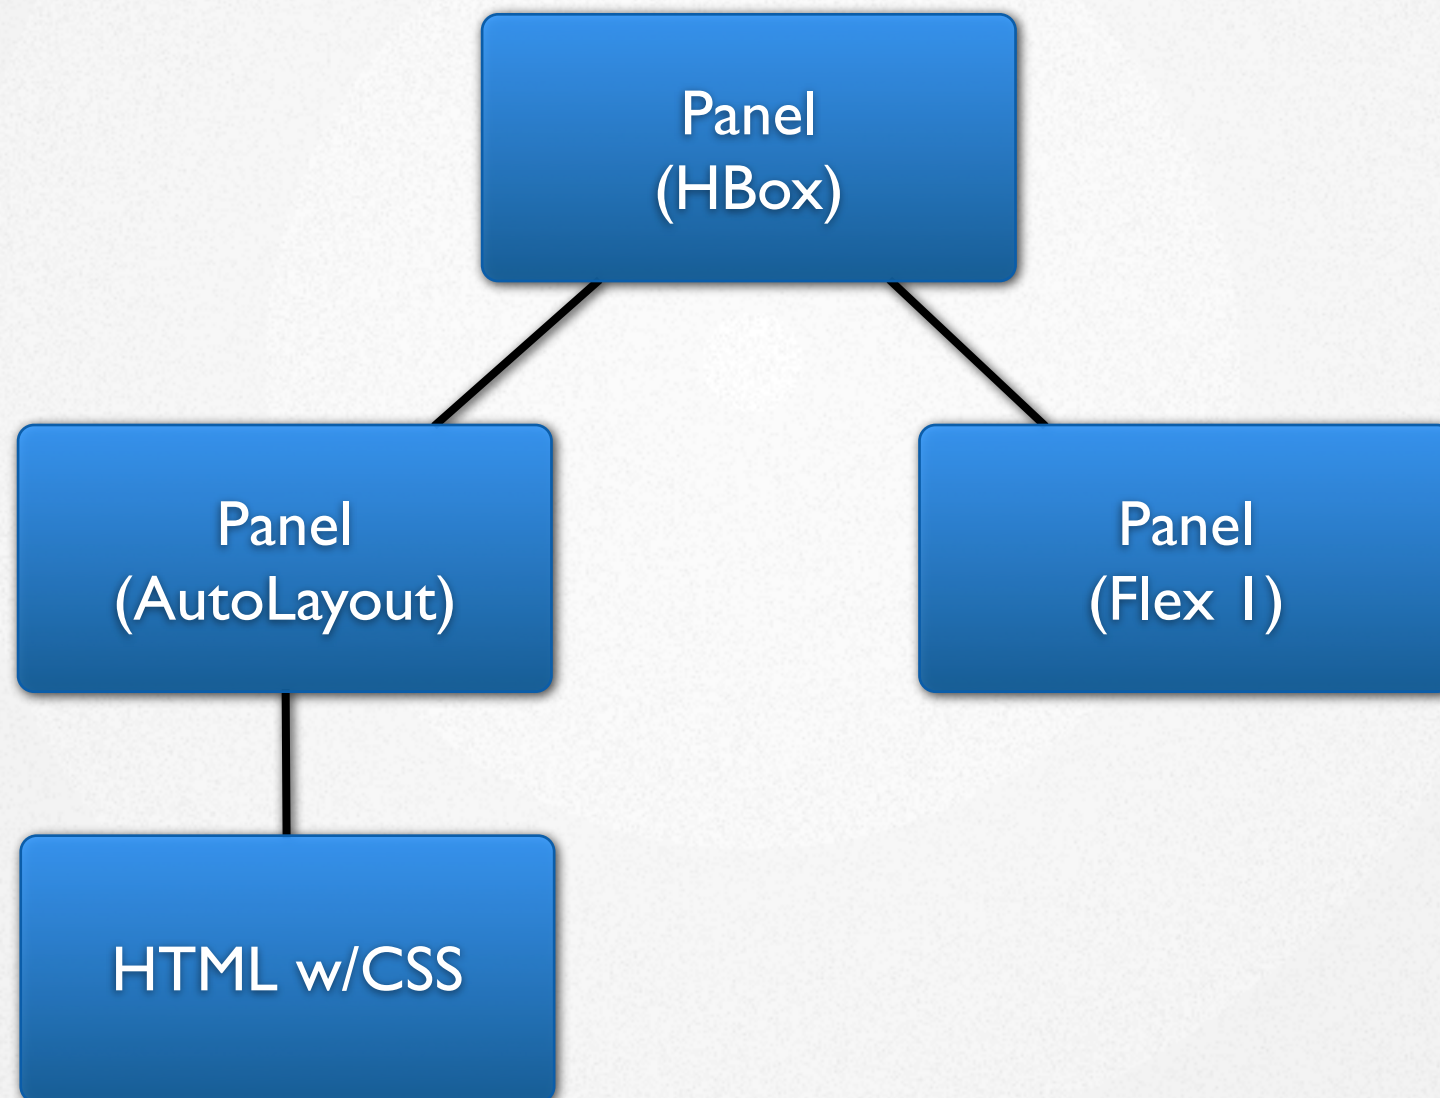 Panel
(HBox)
Panel
(AutoLayout)
Panel
(Flex 1)
HTML w/CSS